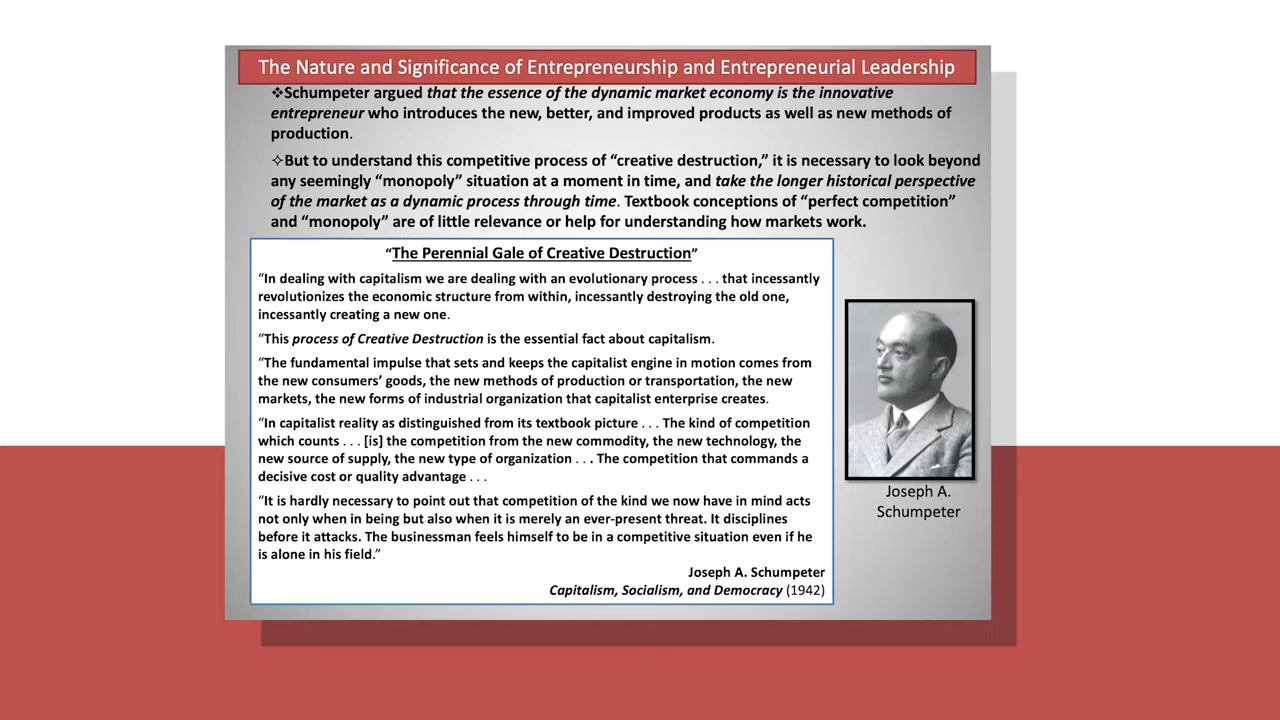 The Nature and Significance of Entrepreneurship and Entrepreneurial Leadership
❖Schumpeter argued that the essence of the dynamic market economy is the innovative
entrepreneur who introduces the new, better, and improved products as well as new methods of
production.
✧But to understand this competitive process of “creative destruction,” it is necessary to look beyond
any seemingly “monopoly” situation at a moment in time, and take the longer historical perspective
of the market as a dynamic process through time. Textbook conceptions of “perfect competition”
and “monopoly” are of little relevance or help for understanding how markets work.
“The Perennial Gale of Creative Destruction”
“In dealing with capitalism we are dealing with an evolutionary process . . . that incessantly
revolutionizes the economic structure from within, incessantly destroying the old one,
incessantly creating a new one.
“This process of Creative Destruction is the essential fact about capitalism.
“The fundamental impulse that sets and keeps the capitalist engine in motion comes from
the new consumers’ goods, the new methods of production or transportation, the new
markets, the new forms of industrial organization that capitalist enterprise creates.
“In capitalist reality as distinguished from its textbook picture . . . The kind of competition
which counts . . . [is] the competition from the new commodity, the new technology, the
new source of supply, the new type of organization . . . The competition that commands a
decisive cost or quality advantage . . .
“It is hardly necessary to point out that competition of the kind we now have in mind acts
not only when in being but also when it is merely an ever-present threat. It disciplines
before it attacks. The businessman feels himself to be in a competitive situation even if he
is alone in his field.”
Joseph A. Schumpeter
Capitalism, Socialism, and Democracy (1942)
Joseph A.
Schumpeter